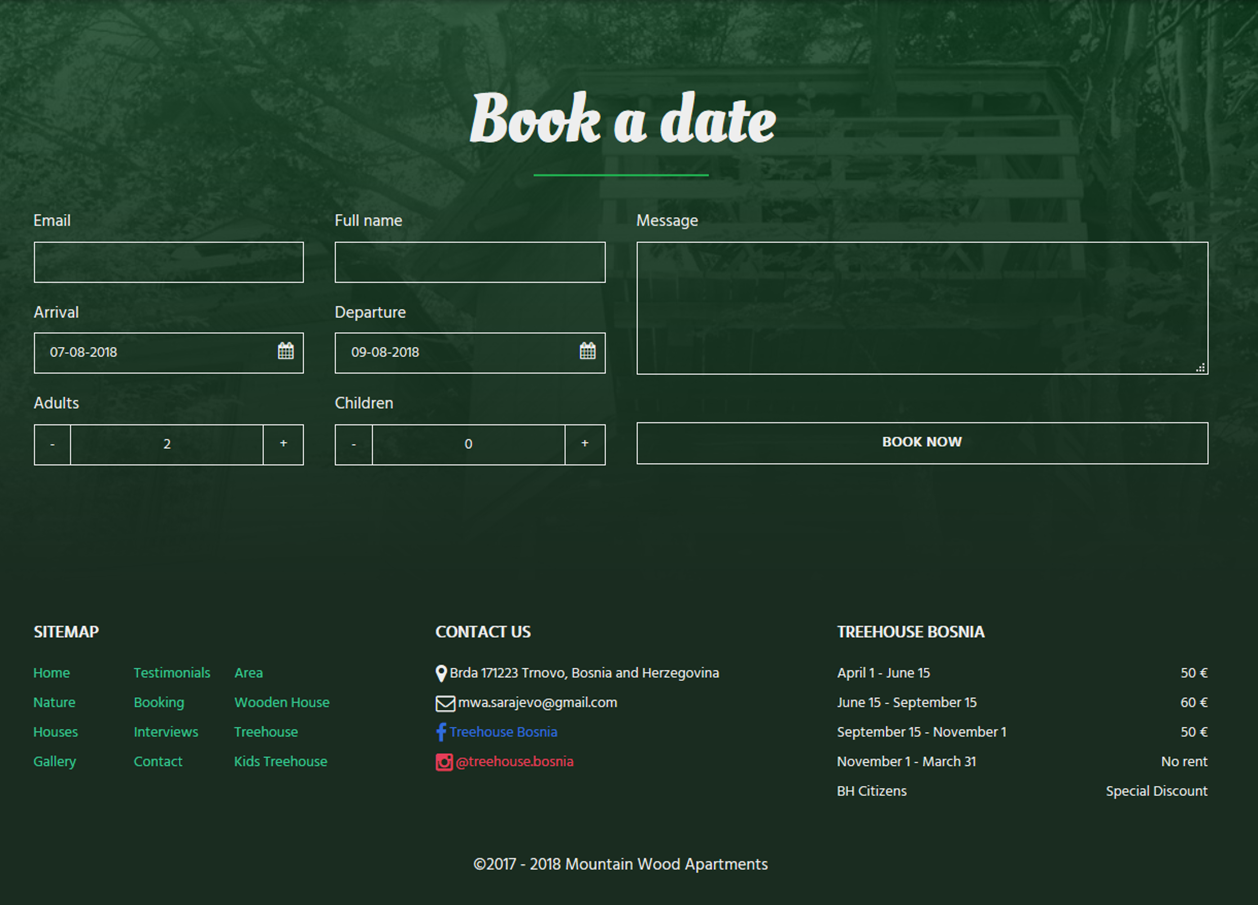 Book a date
Email
Full name
Message
Arrival
Departure
07-08-2018
09-08-2018
Adults
Children
- 2 +
- 0 +
BOOK NOW
SITEMAP
Home Testimonials Area
Nature Booking Wooden House
Houses Interviews Treehouse
Gallery Contact Kids Treehouse
CONTACT US
Brda 171223 Trnovo, Bosnia and Herzegovina
mwa.sarajevo@gmail.com
Treehouse Bosnia
@treehouse.bosnia
TREEHOUSE BOSNIA
April 1 - June 15 50 €
June 15 - September 15 60 €
September 15 - November 1 50 €
November 1 - March 31 No rent
BH Citizens Special Discount
©2017 - 2018 Mountain Wood Apartments